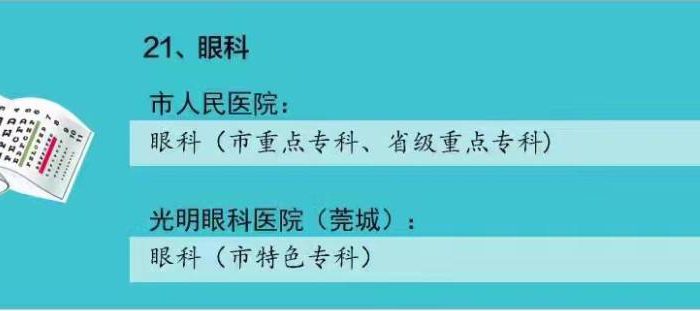 21、眼科
市人民医院：
眼科（市重点专科、省级重点专科）
光明眼科医院（莞城）：
眼科（市特色专科）